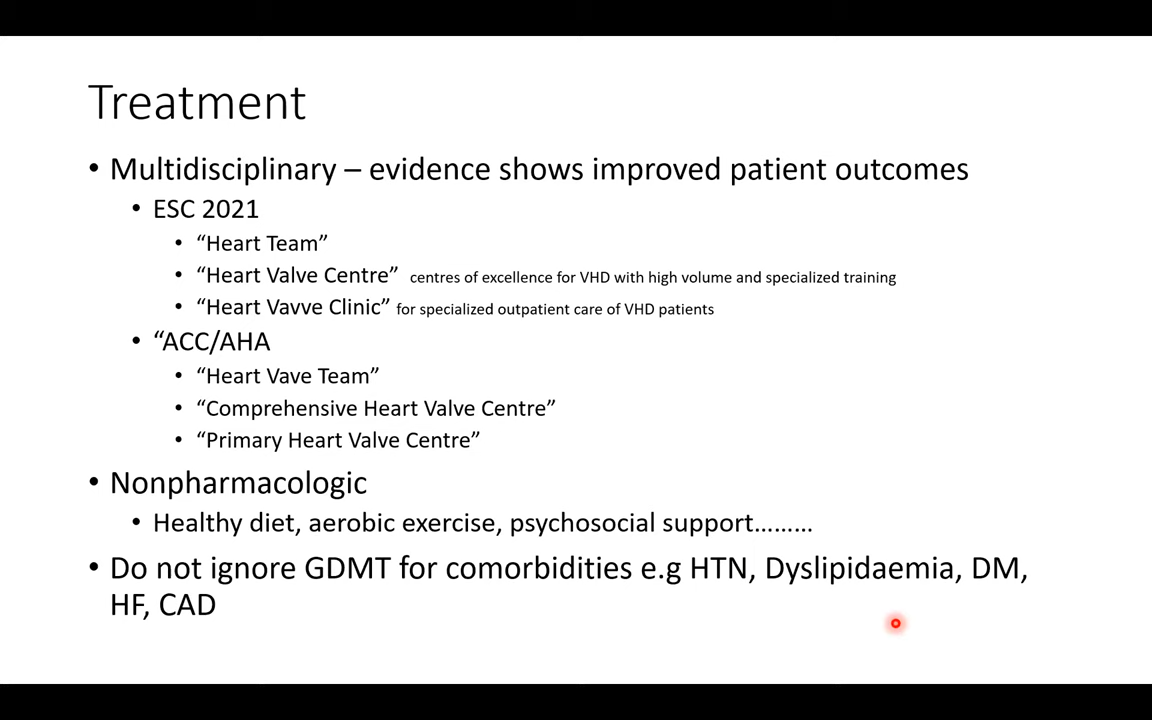 Treatment
• Multidisciplinary – evidence shows improved patient outcomes
• ESC 2021
• “Heart Team”
• “Heart Valve Centre” centres of excellence for VHD with high volume and specialized training
• “Heart Vavve Clinic” for specialized outpatient care of VHD patients
• “ACC/AHA
• “Heart Vave Team”
• “Comprehensive Heart Valve Centre”
• “Primary Heart Valve Centre”
• Nonpharmacologic
• Healthy diet, aerobic exercise, psychosocial support………
• Do not ignore GDMT for comorbidities e.g HTN, Dyslipidaemia, DM,
HF, CAD